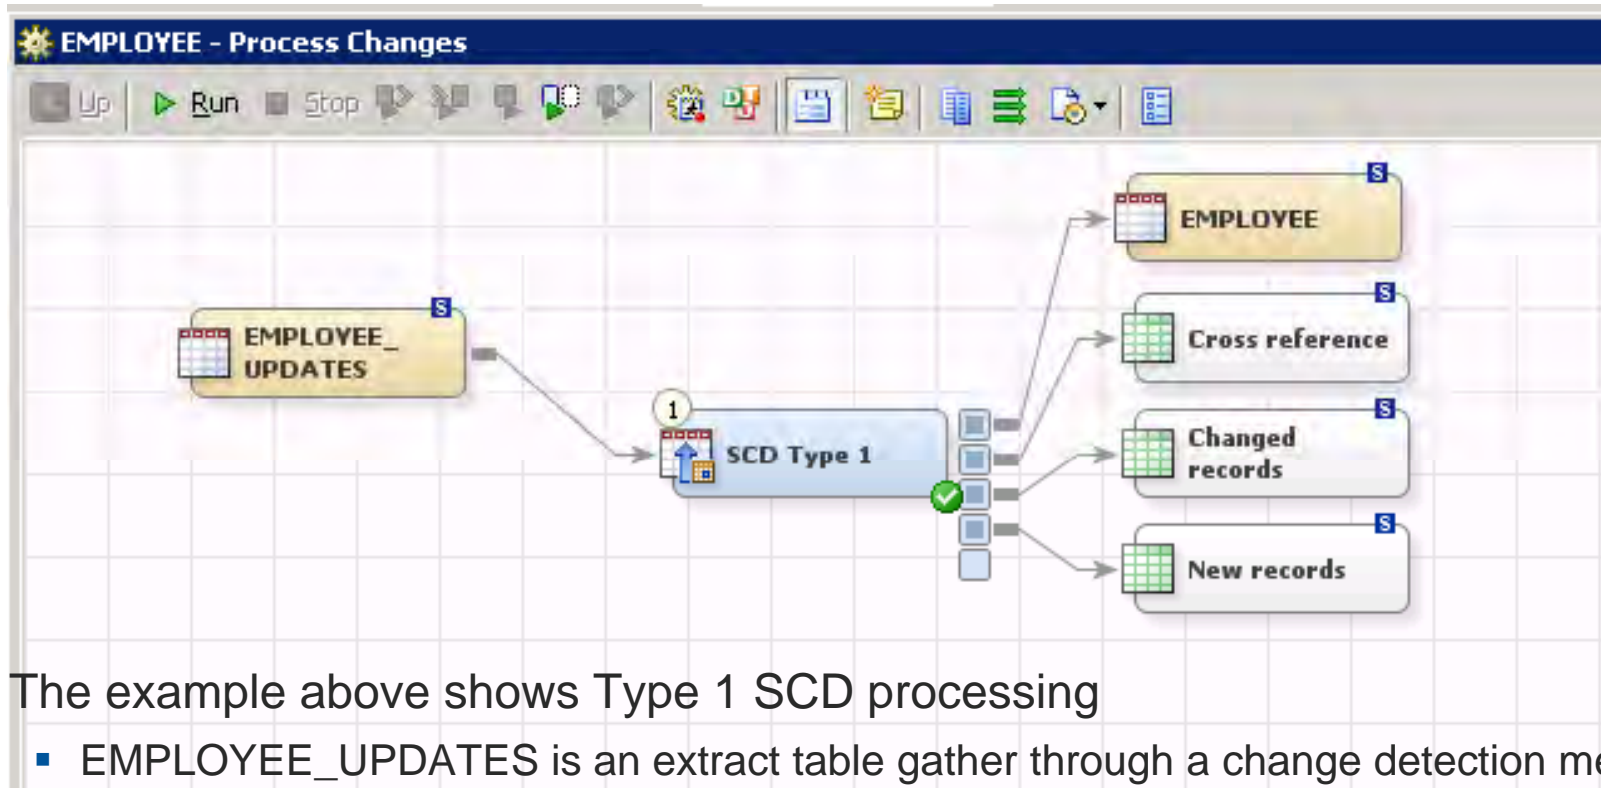 EMPLOYEE - Process Changes
Up Run Stop
S
EMPLOYEE
S
Cross reference
S
EMPLOYEE_
UPDATES
1
SCD Type 1
S
Changed
records
S
New records
The example above shows Type 1 SCD processing
▪ EMPLOYEE_UPDATES is an extract table gather through a change detection me